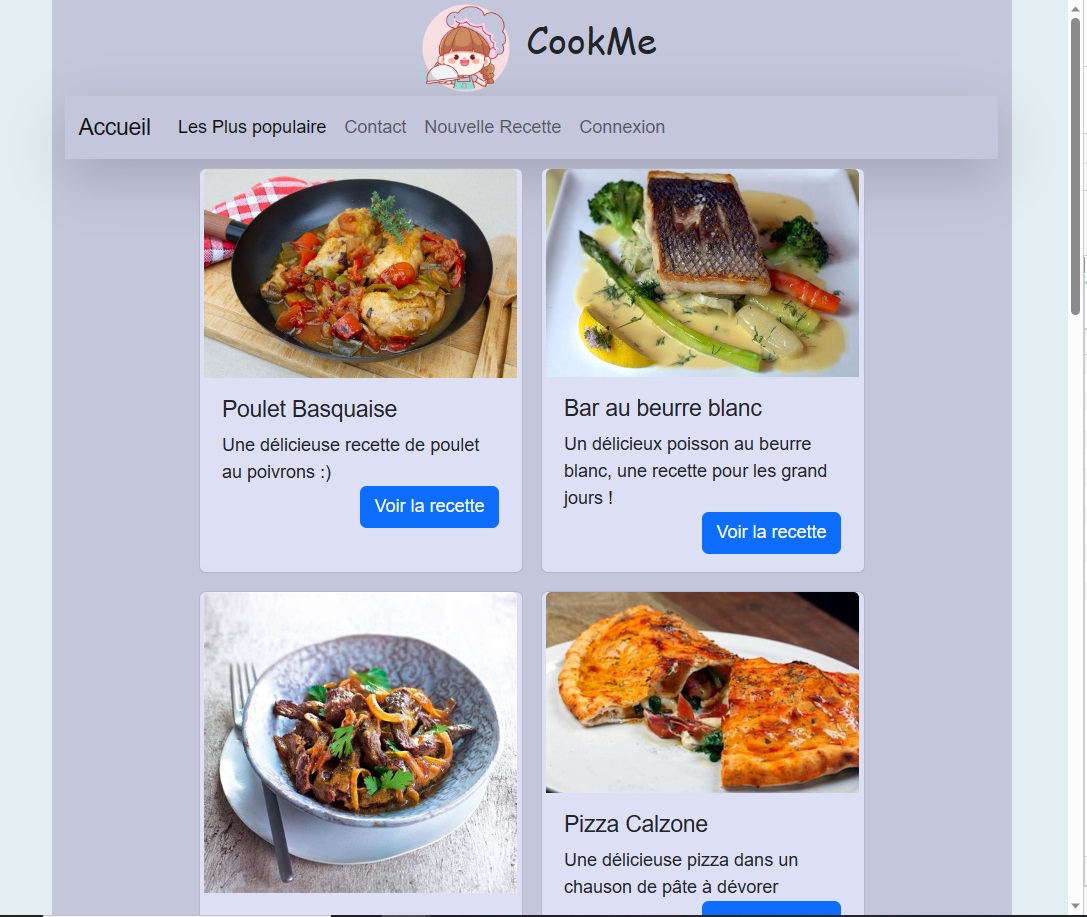 CookMe
Accueil Les Plus populaire Contact Nouvelle Recette Connexion
Poulet Basquaise
Une délicieuse recette de poulet
au poivrons :)
Voir la recette
Bar au beurre blanc
Un délicieux poisson au beurre
blanc, une recette pour les grand
jours !
Voir la recette
Pizza Calzone
Une délicieuse pizza dans un
chauson de pâte à dévorer